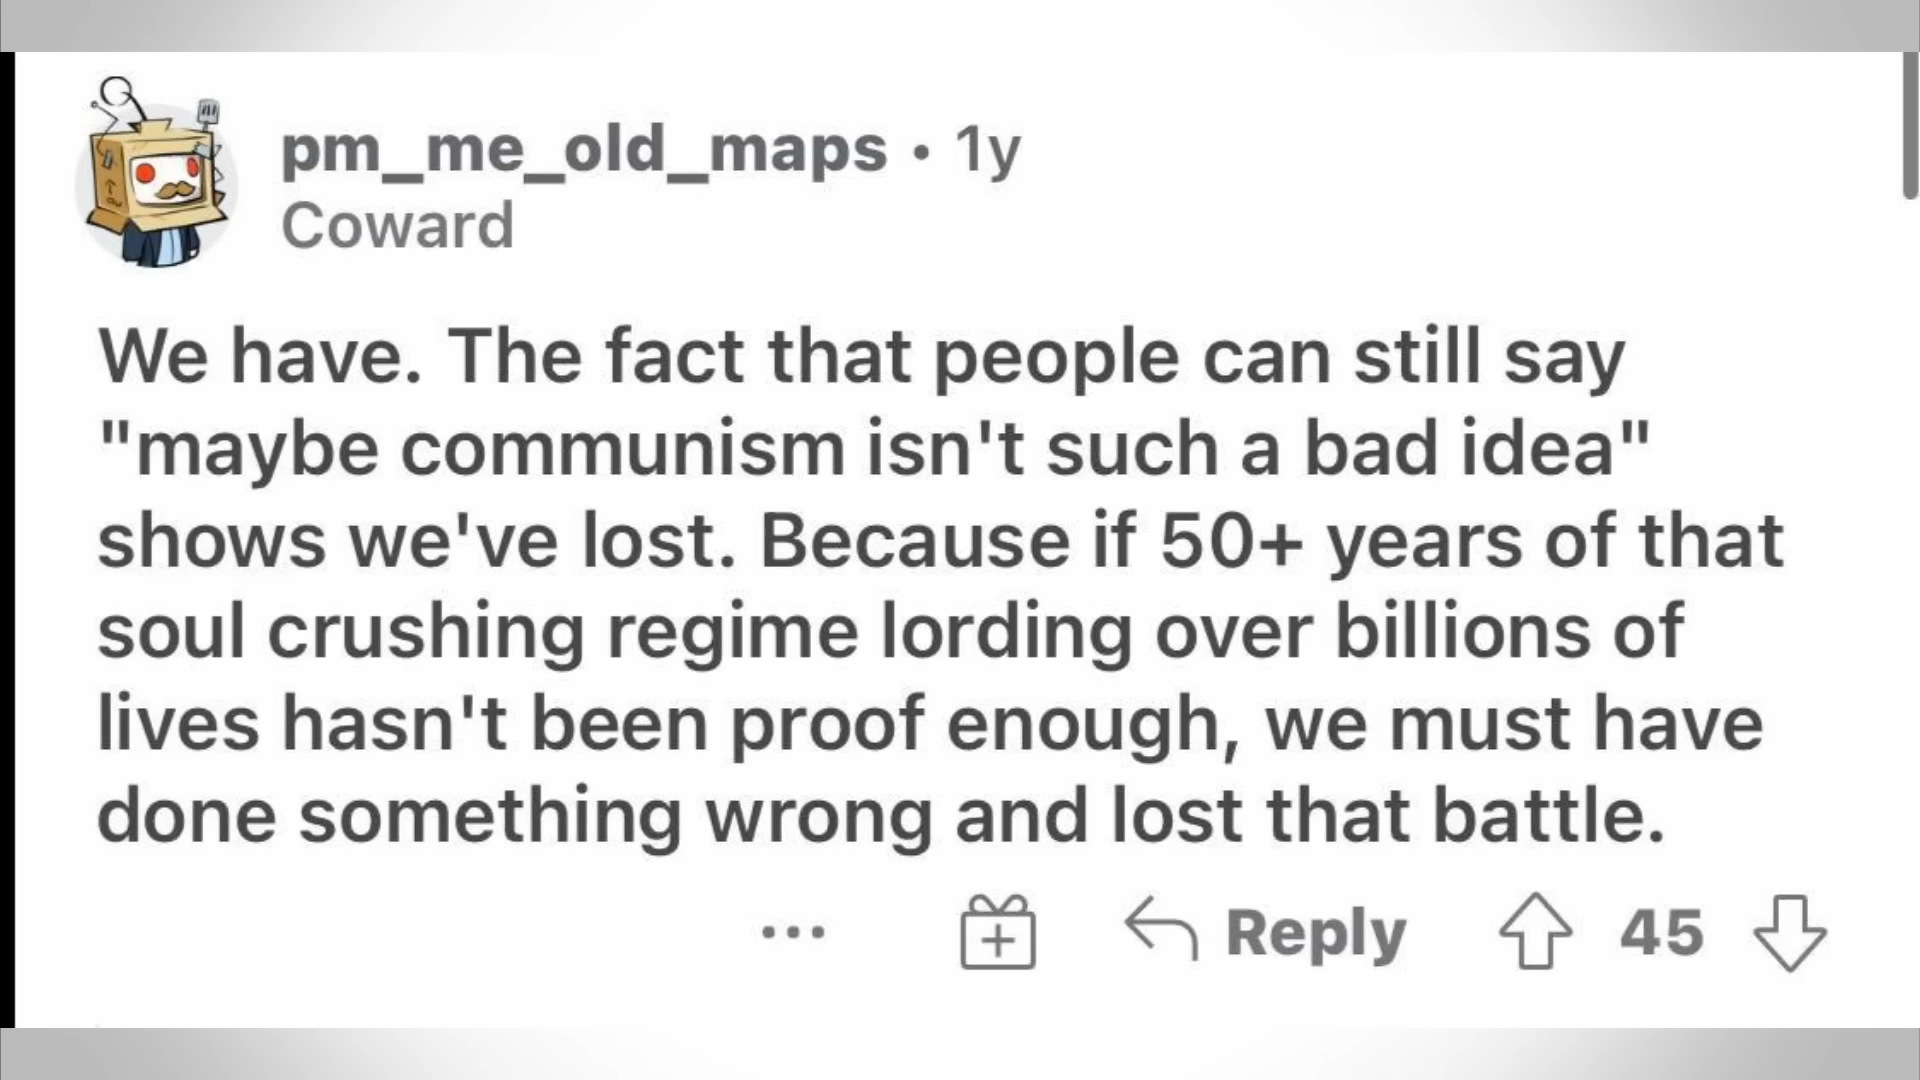 pm_me_old_maps • 1y
Coward
We have. The fact that people can still say
"maybe communism isn't such a bad idea"
shows we've lost. Because if 50+ years of that
soul crushing regime lording over billions of
lives hasn't been proof enough, we must have
done something wrong and lost that battle.
... Reply 45